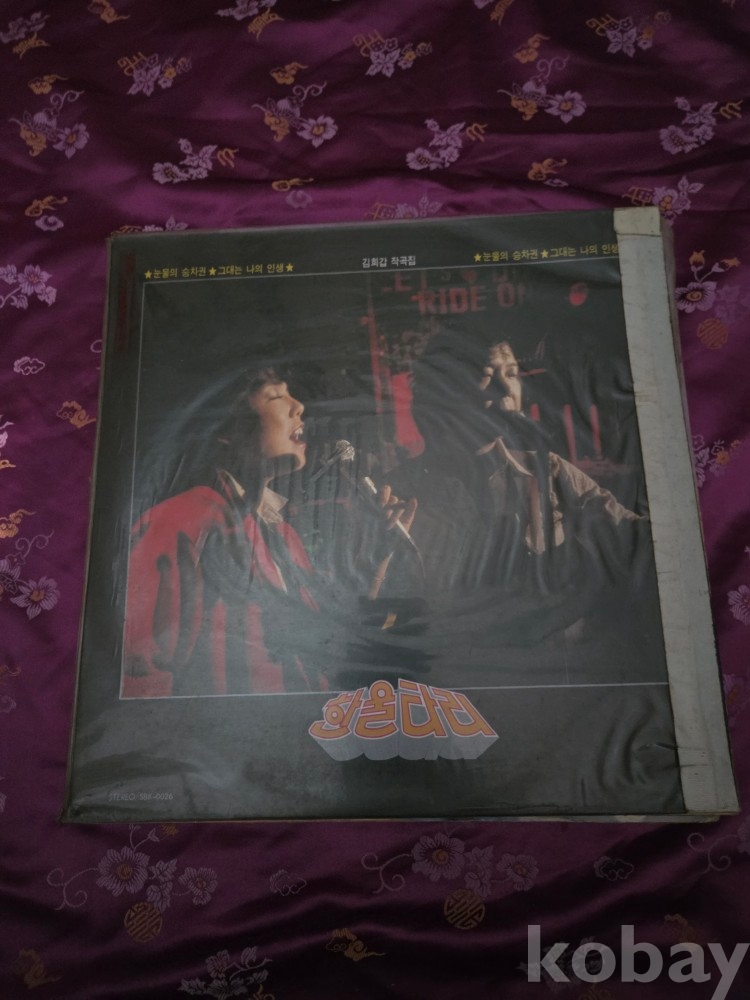 ★눈물의 승차권★그대는 나의 인생★
김희갑 작곡집
★눈물의 승차권★그대는 나의 인생
RIDE ON
한울타리
STEREO
kobay